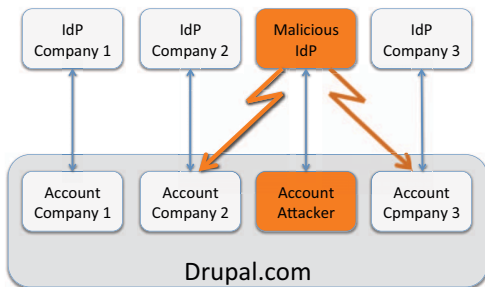 IdP
Company 1
IdP
Company 2
Malicious
IdP
IdP
Company 3
Account
Company 1
Account
Company 2
Account
Attacker
Account
Cpmpany 3
Drupal.com